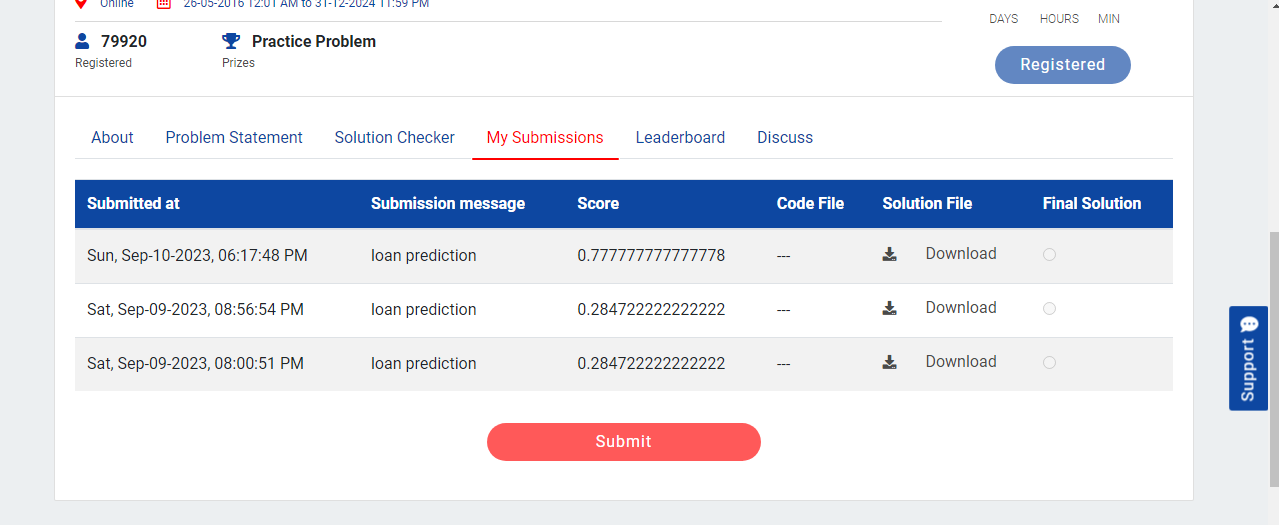 Online 26-05-2016 12:01 AM to 31-12-2024 11:59 PM
DAYS HOURS MIN
79920 Practice Problem
Registered Prizes
Registered
About Problem Statement Solution Checker My Submissions Leaderboard Discuss
Submitted at Submission message Score Code File Solution File Final Solution
Sun, Sep-10-2023, 06:17:48 PM loan prediction 0.777777777777778 --- Download
Sat, Sep-09-2023, 08:56:54 PM loan prediction 0.284722222222222 --- Download
Sat, Sep-09-2023, 08:00:51 PM loan prediction 0.284722222222222 --- Download
Support
Submit